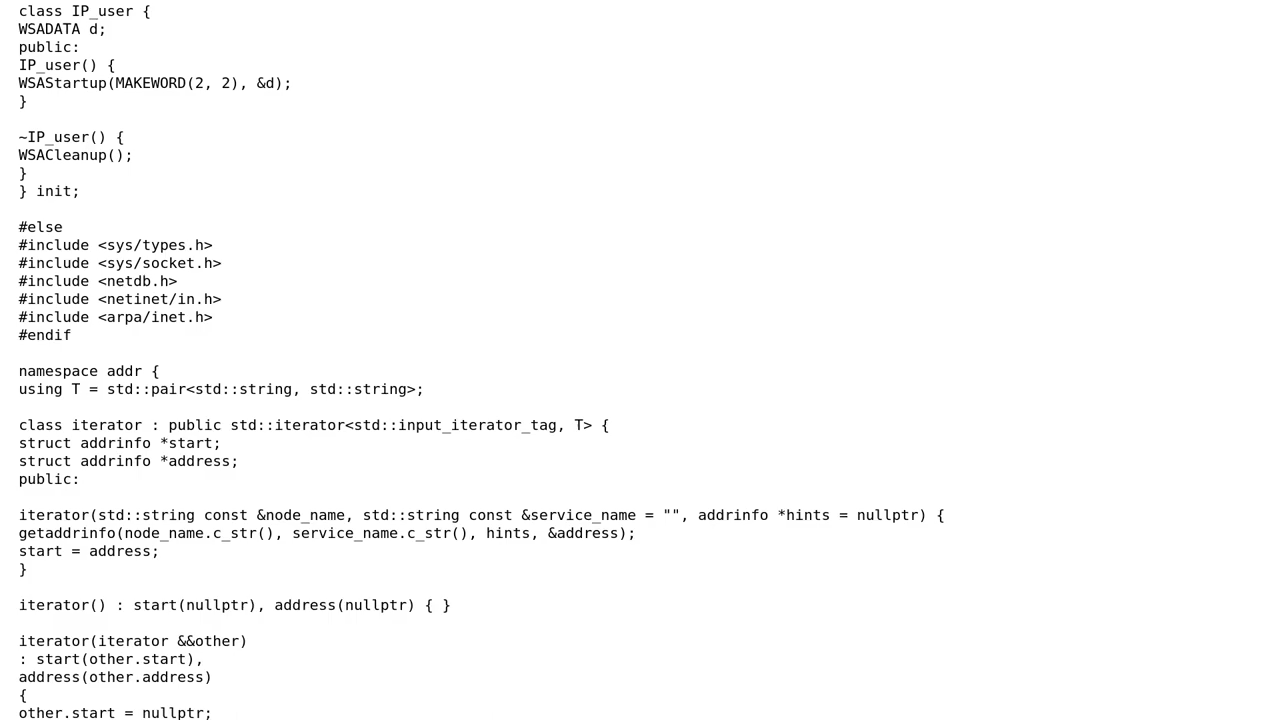 class IP_user {
WSADATA d;
public:
IP_user() {
WSAStartup(MAKEWORD(2, 2), &d);
}
~IP_user() {
WSACleanup();
}
} init;
#else
#include <sys/types.h>
#include <sys/socket.h>
#include <netdb.h>
#include <netinet/in.h>
#include <arpa/inet.h>
#endif
namespace addr {
using T = std::pair<std::string, std::string>;
class iterator : public std::iterator<std::input_iterator_tag, T> {
struct addrinfo *start;
struct addrinfo *address;
public:
iterator(std::string const &node_name, std::string const &service_name = "", addrinfo *hints = nullptr) {
getaddrinfo(node_name.c_str(), service_name.c_str(), hints, &address);
start = address;
}
iterator() : start(nullptr), address(nullptr) { }
iterator(iterator &&other)
: start(other.start),
address(other.address)
{
other.start = nullptr;